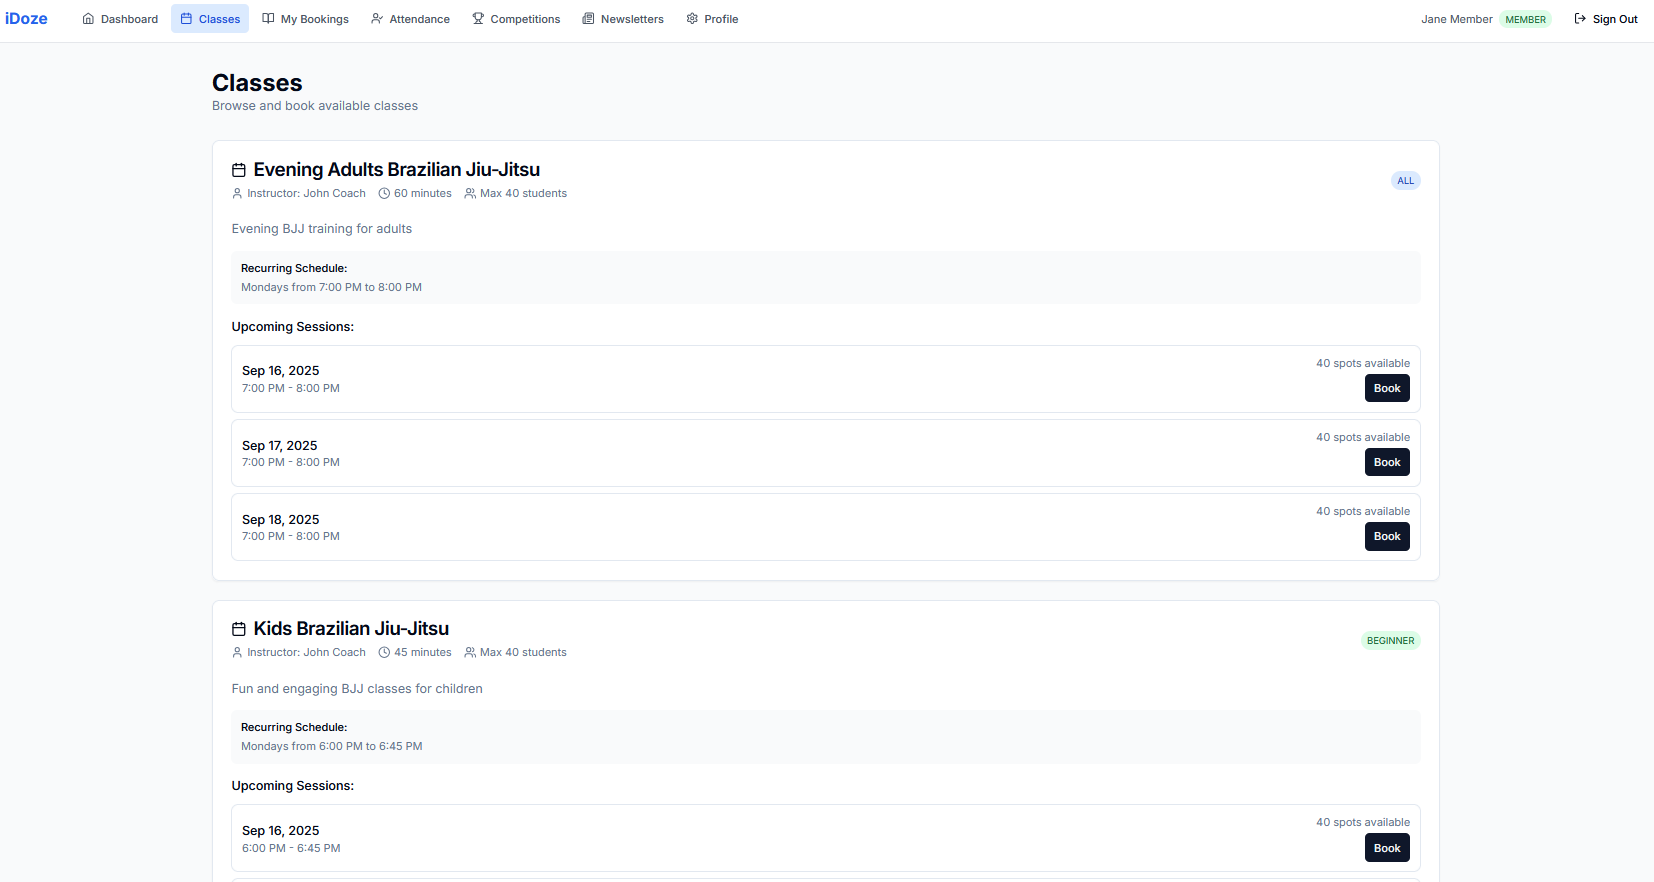 iDoze Dashboard Classes My Bookings Attendance Competitions Newsletters Profile Jane Member MEMBER Sign Out
Classes
Browse and book available classes
Evening Adults Brazilian Jiu-Jitsu
ALL
Instructor: John Coach 60 minutes Max 40 students
Evening BJJ training for adults
Recurring Schedule:
Mondays from 7:00 PM to 8:00 PM
Upcoming Sessions:
Sep 16, 2025
7:00 PM - 8:00 PM
40 spots available
Book
Sep 17, 2025
7:00 PM - 8:00 PM
40 spots available
Book
Sep 18, 2025
7:00 PM - 8:00 PM
40 spots available
Book
Kids Brazilian Jiu-Jitsu
BEGINNER
Instructor: John Coach 45 minutes Max 40 students
Fun and engaging BJJ classes for children
Recurring Schedule:
Mondays from 6:00 PM to 6:45 PM
Upcoming Sessions:
Sep 16, 2025
6:00 PM - 6:45 PM
40 spots available
Book